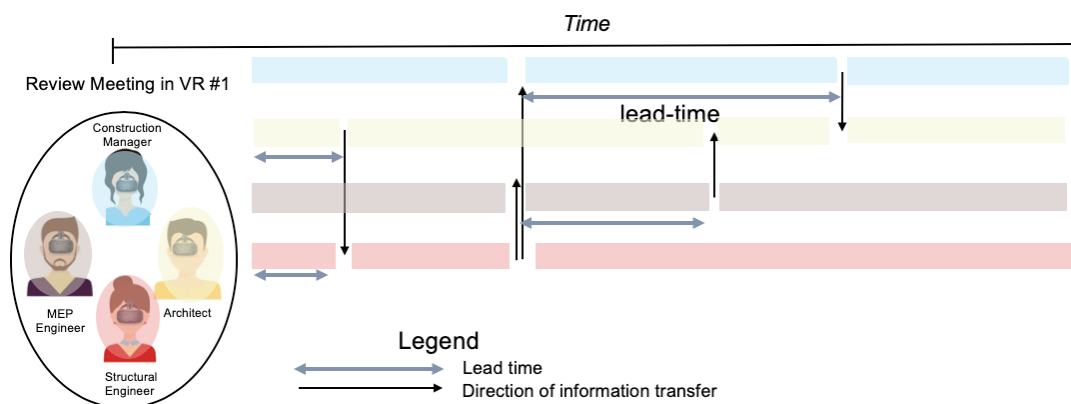 Time
Review Meeting in VR #1
Construction
Manager
lead-time
MEP
Engineer
Architect
Structural
Engineer
Legend
Lead time
Direction of information transfer